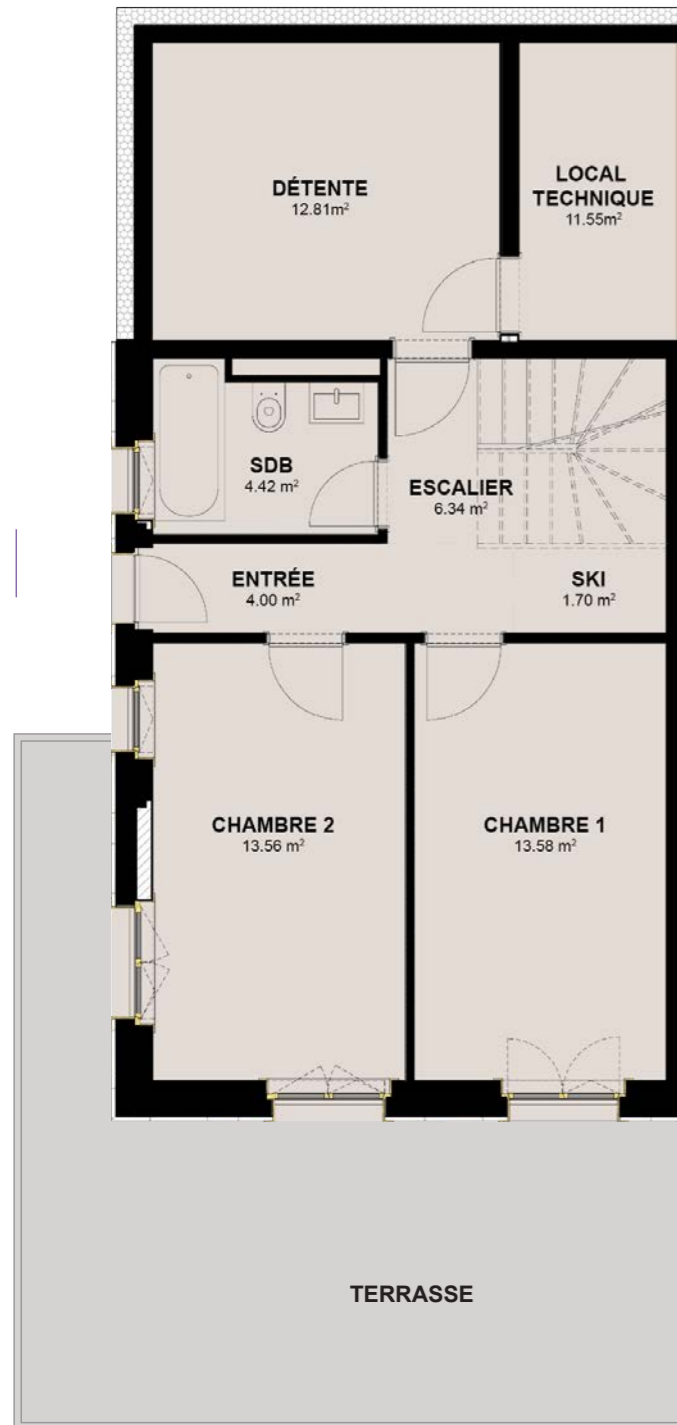 DÉTENTE
12.81m²
LOCAL
TECHNIQUE
11.55m²
SDB
4.42 m²
ESCALIER
6.34 m²
ENTRÉE
4.00 m²
SKI
1.70 m²
CHAMBRE 2
13.56 m²
CHAMBRE 1
13.58 m²
TERRASSE